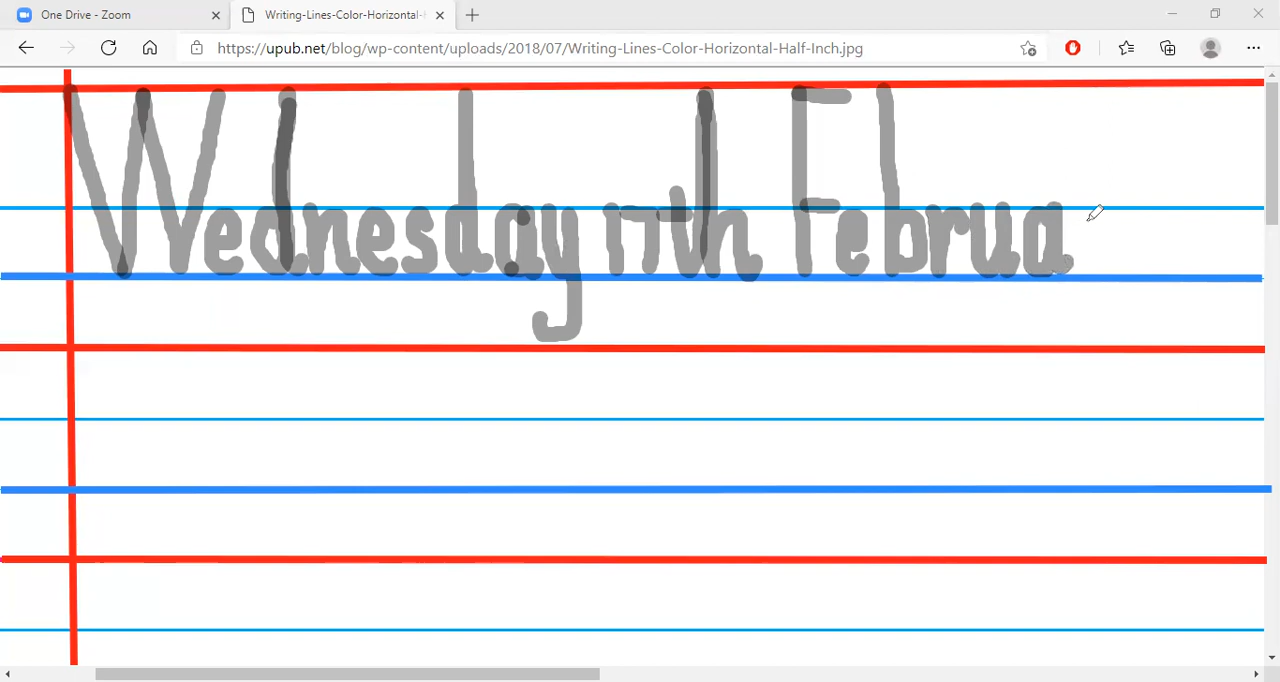 One Drive - Zoom
Writing-Lines-Color-Horizontal-H
https://upub.net/blog/wp-content/uploads/2018/07/Writing-Lines-Color-Horizontal-Half-Inch.jpg
Wednesday 17th Februa